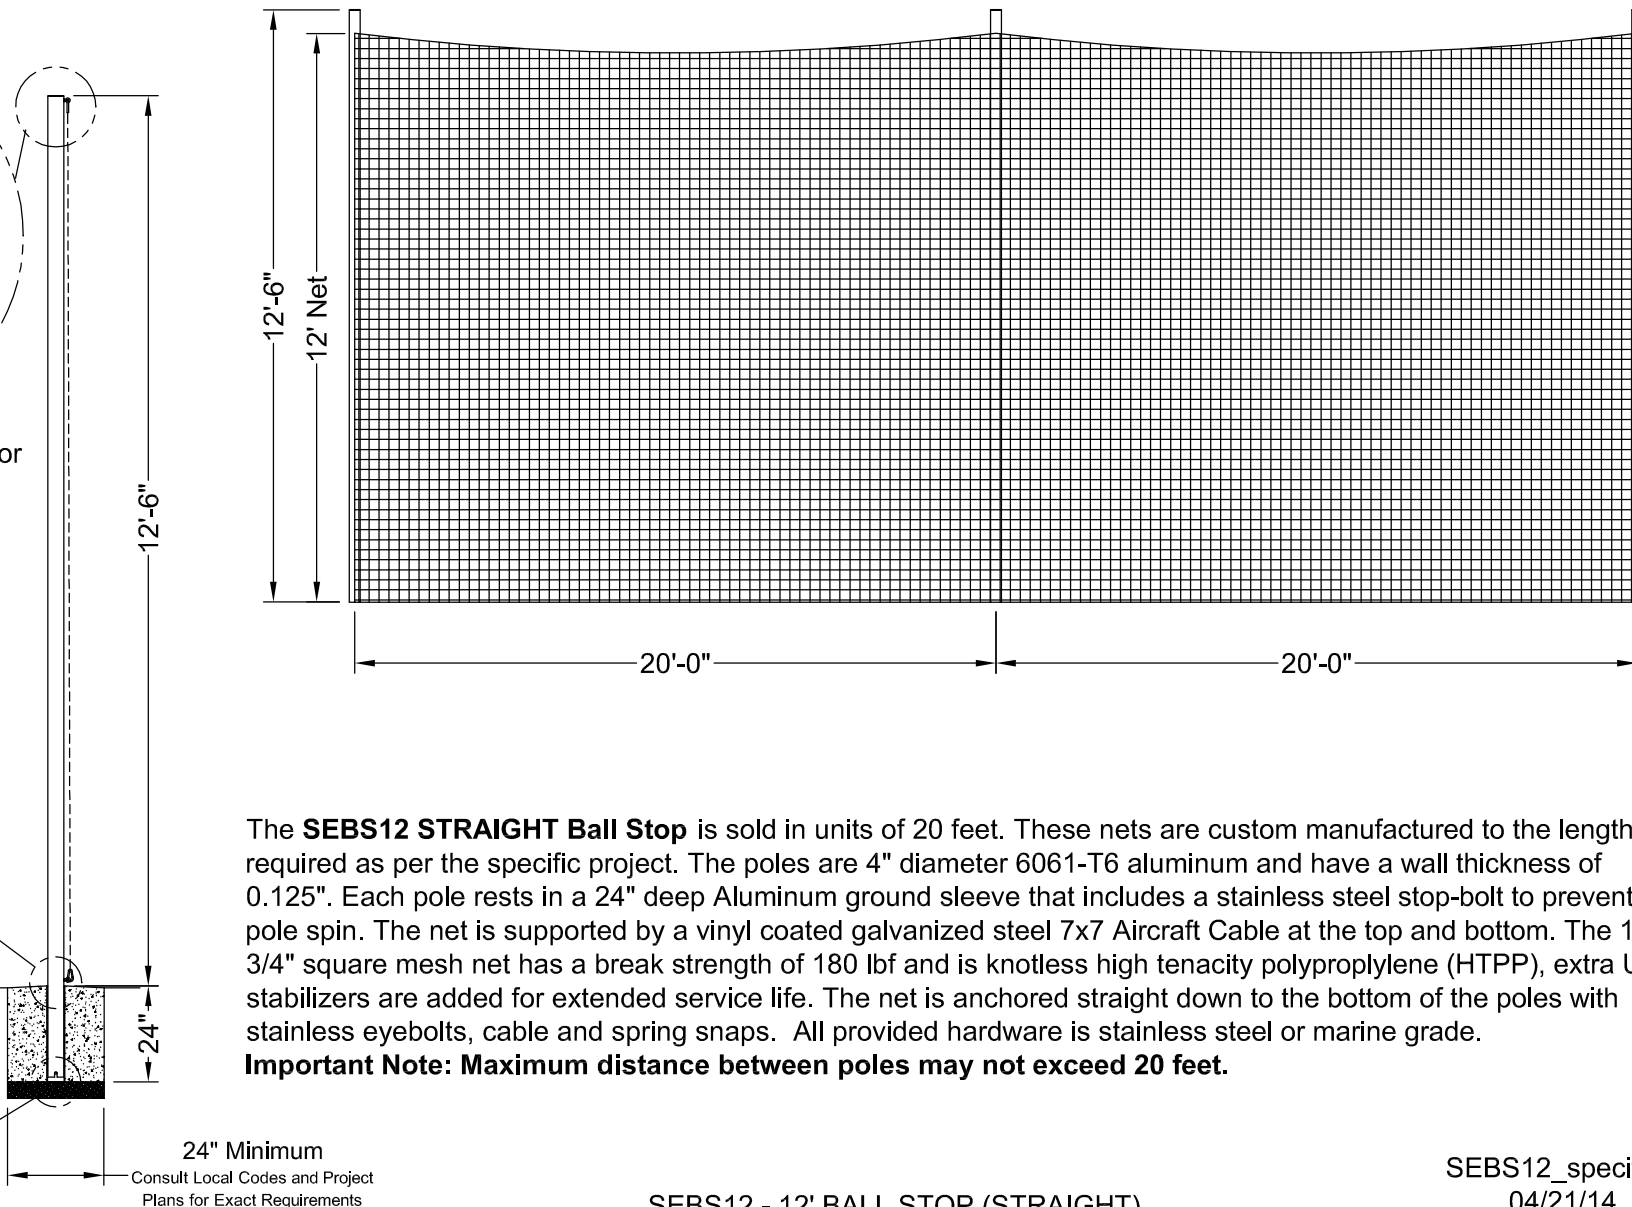 12'-6"
12' Net
or
12'-6"
20'-0"
20'-0"
The SEBS12 STRAIGHT Ball Stop is sold in units of 20 feet. These nets are custom manufactured to the length
required as per the specific project. The poles are 4" diameter 6061-T6 aluminum and have a wall thickness of
0.125". Each pole rests in a 24" deep Aluminum ground sleeve that includes a stainless steel stop-bolt to prevent
pole spin. The net is supported by a vinyl coated galvanized steel 7x7 Aircraft Cable at the top and bottom. The 1
3/4" square mesh net has a break strength of 180 lbf and is knotless high tenacity polyproplylene (HTPP), extra U
stabilizers are added for extended service life. The net is anchored straight down to the bottom of the poles with
stainless eyebolts, cable and spring snaps. All provided hardware is stainless steel or marine grade.
Important Note: Maximum distance between poles may not exceed 20 feet.
24"
24" Minimum
Consult Local Codes and Project
Plans for Exact Requirements
SEBS12 - 12' BALL STOP (STRAIGHT)
SEBS12_speci
04/21/14